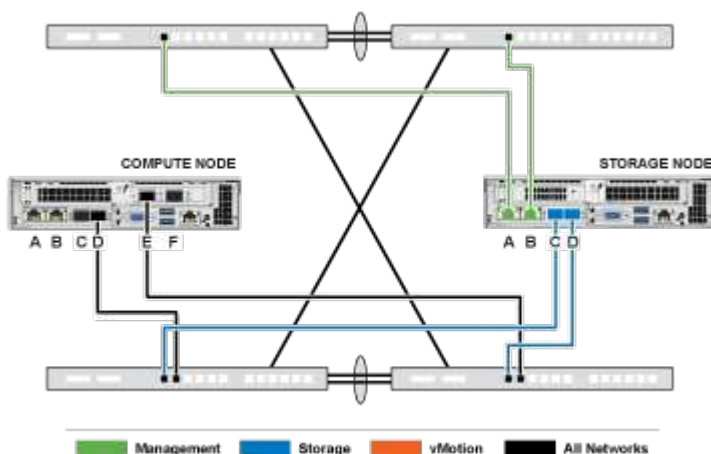 COMPUTE NODE
STORAGE NODE
A B C D E F
A B C D
Management Storage vMotion All Networks